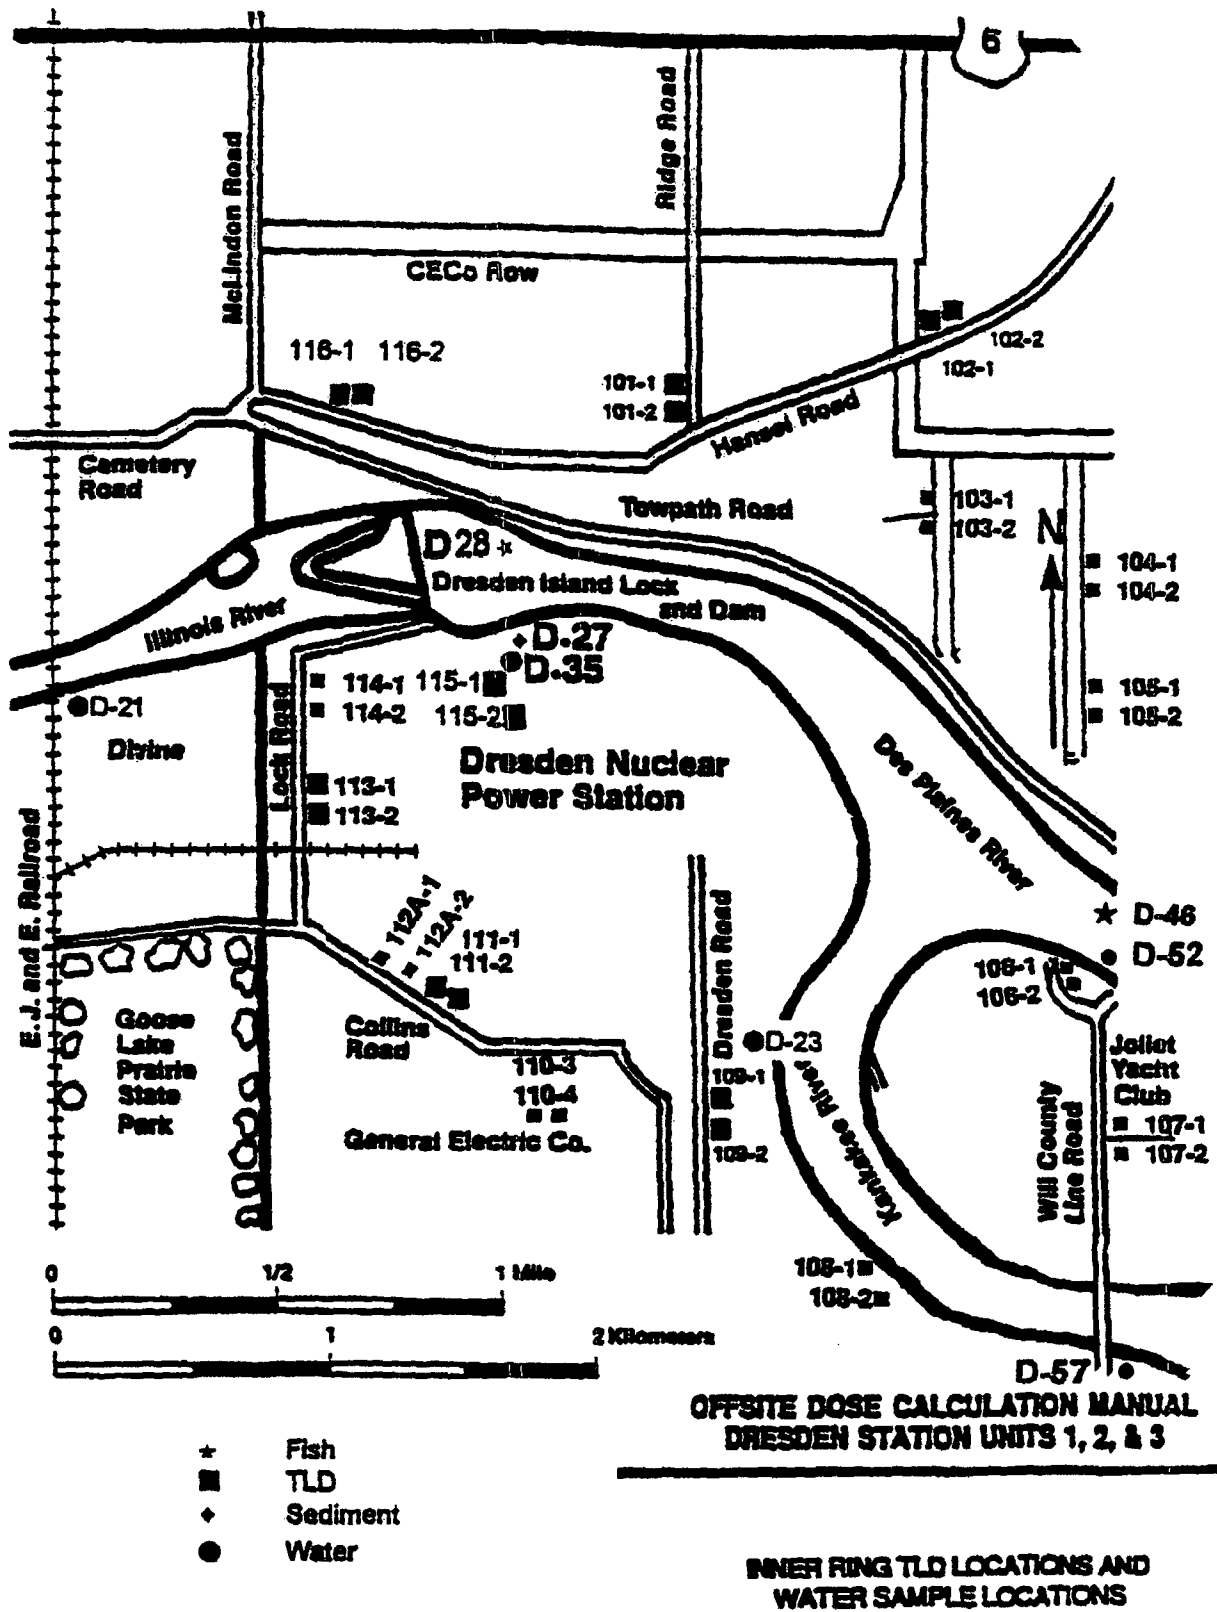 6
McLindon Road
Ridge Road
CECo Row
116-1 116-2
101-1
101-2
102-2
102-1
Hansel Road
Cemetery
Road
Towpath Road
103-1
103-2
N
104-1
104-2
D28
Dresden Island Lock
and Dam
Illinois River
D-27
D-35
114-1
114-2
115-1
115-2
105-1
105-2
D-21
Divine
Lock Road
Dresden Nuclear
Power Station
Des Plaines River
113-1
113-2
E.J. and E. Railroad
112A-1
112A-2
111-1
111-2
Dresden Road
D-46
D-52
106-1
106-2
Goose
Lake
Prairie
State
Park
Collins
Road
D-23
110-3
110-4
109-1
109-2
General Electric Co.
Kankakee River
Joliet
Yacht
Club
107-1
107-2
Will County
Line Road
108-1
108-2
0 1/2 1 Mile
0 1 2 Kilometers
D-57
OFFSITE DOSE CALCULATION MANUAL
DRESDEN STATION UNITS 1, 2, & 3
Fish
TLD
Sediment
Water
INNER RING TLD LOCATIONS AND
WATER SAMPLE LOCATIONS